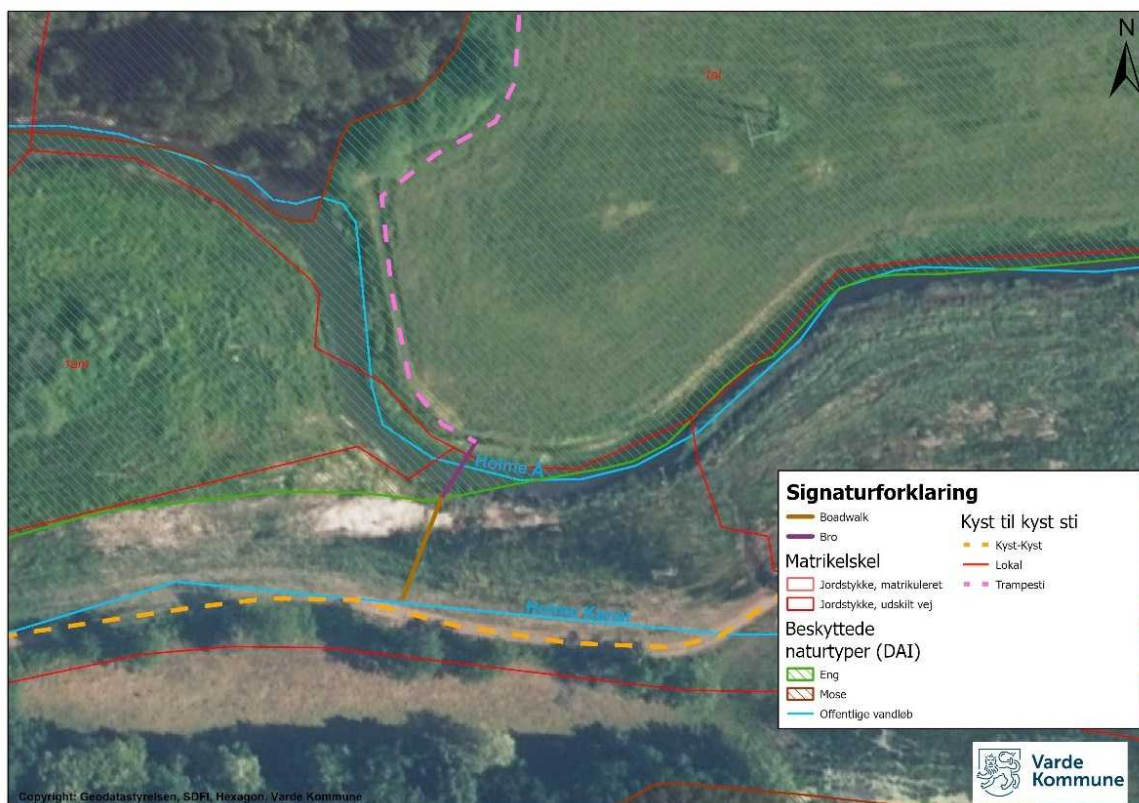 N
7al
Holme Å
Holme Kanal
Signaturforklaring
Boadwalk
Bro
Matrikelskel
Jordstykke, matrikuleret
Jordstykke, udskilt vej
Beskyttede
naturtyper (DAI)
Eng
Mose
Offentlige vandløb
Kyst til kyst sti
Kyst-Kyst
Lokal
Trampesti
Varde
Kommune
Copyright: Geodatastyrelsen, SDFI, Hexagon, Varde Kommune